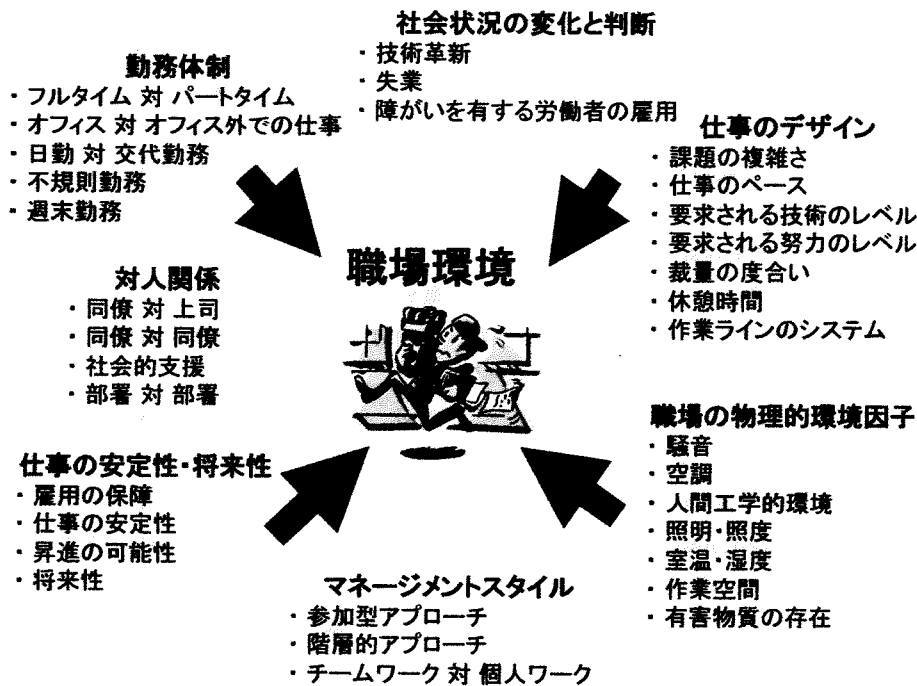 社会状況の変化と判断
・技術革新
・失業
・障がいを有する労働者の雇用
勤務体制
・フルタイム 対 パートタイム
・オフィス 対 オフィス外での仕事
・日勤 対 交代勤務
・不規則勤務
・週末勤務
仕事のデザイン
・課題の複雑さ
・仕事のペース
・要求される技術のレベル
・要求される努力のレベル
・裁量の度合い
・休憩時間
・作業ラインのシステム
職場環境
対人関係
・同僚 対 上司
・同僚 対 同僚
・社会的支援
・部署 対 部署
職場の物理的環境因子
・騒音
・空調
・人間工学的環境
・照明・照度
・室温・湿度
・作業空間
・有害物質の存在
仕事の安定性・将来性
・雇用の保障
・仕事の安定性
・昇進の可能性
・将来性
マネージメントスタイル
・参加型アプローチ
・階層的アプローチ
・チームワーク 対 個人ワーク